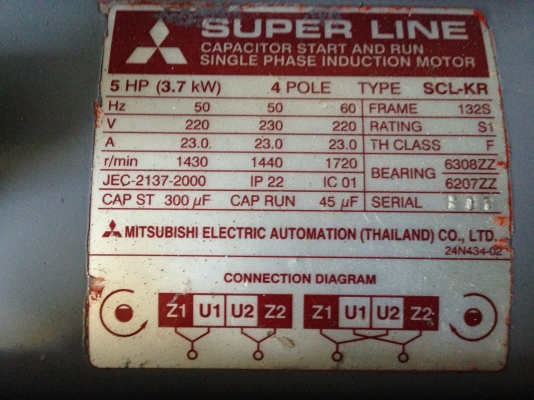 SUPER LINE
CAPACITOR START AND RUN
SINGLE PHASE INDUCTION MOTOR
5 HP (3.7 kW) 4 POLE TYPE SCL-KR
Hz 50 50 60 FRAME 132S
V 220 230 220 RATING S1
A 23.0. 23.0. 23.0. TH CLASS F
r/min 1430 1440 1720 BEARING 6308ZZ
JEC-2137-2000 IP 22 IC 01 6207ZZ
CAP ST 300 µF CAP RUN 45 µF SERIAL
MITSUBISHI ELECTRIC AUTOMATION (THAILAND) CO., LTD.
24N434-02
CONNECTION DIAGRAM
Z1 U1 U2 Z2 Z1 U1 U2 Z2